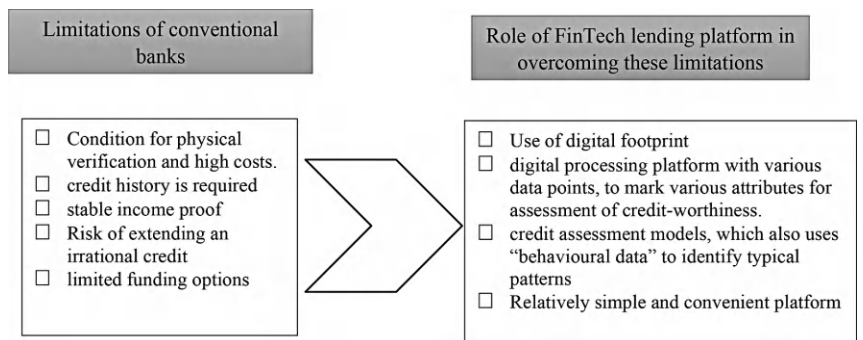 Limitations of conventional
banks
Role of FinTech lending platform in
overcoming these limitations
☐ Condition for physical
verification and high costs.
☐ credit history is required
☐ stable income proof
☐ Risk of extending an
irrational credit
☐ limited funding options
☐ Use of digital footprint
☐ digital processing platform with various
data points, to mark various attributes for
assessment of credit-worthiness.
☐ credit assessment models, which also uses
“behavioural data” to identify typical
patterns
☐ Relatively simple and convenient platform